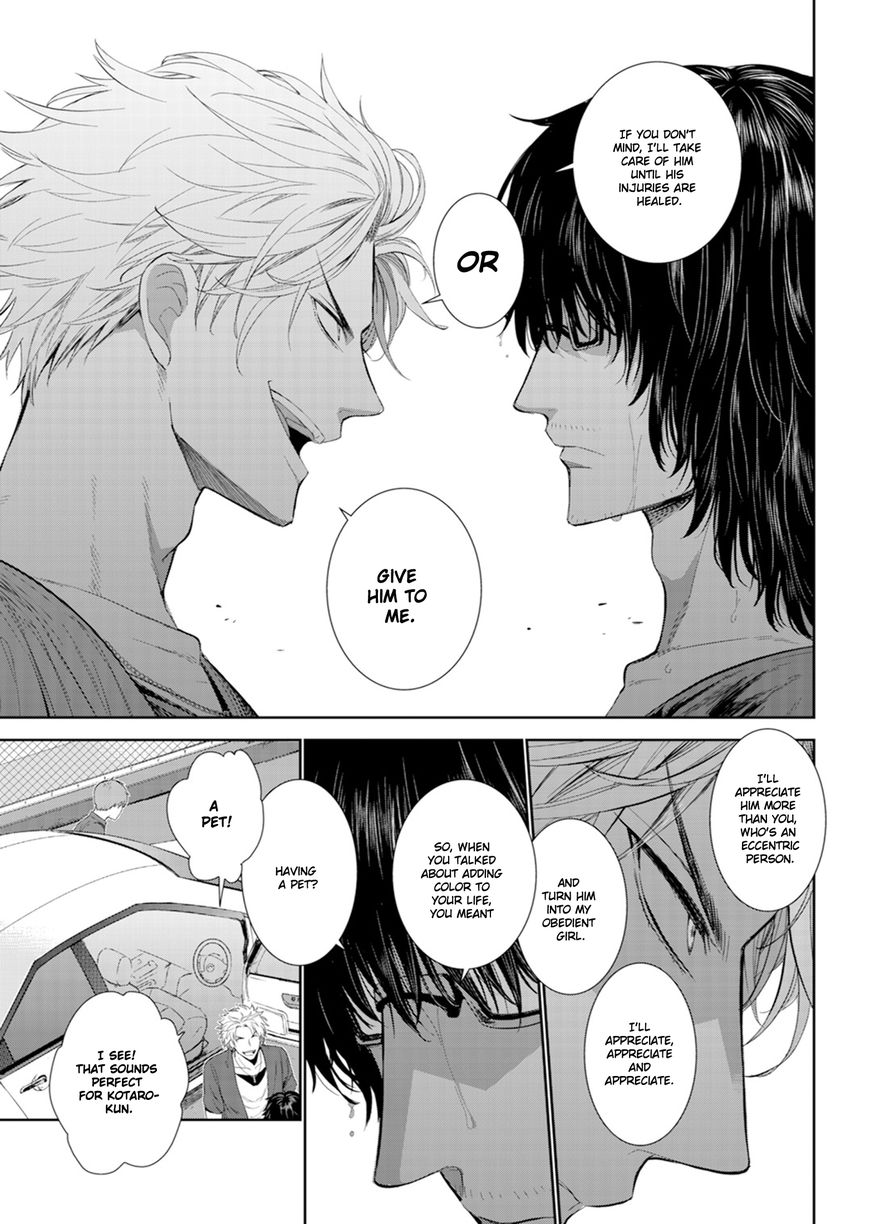 IF YOU DON'T
MIND, I'LL TAKE
CARE OF HIM
UNTIL HIS
INJURIES ARE
HEALED.
OR
GIVE
HIM TO
ME.
I'LL
APPRECIATE
HIM MORE
THAN YOU,
WHO'S AN
ECCENTRIC
PERSON.
AND
TURN HIM
INTO MY
OBEDIENT
GIRL.
I'LL
APPRECIATE,
APPRECIATE
AND
APPRECIATE.
SO, WHEN
YOU TALKED
ABOUT ADDING
COLOR TO
YOUR LIFE,
YOU MEANT
HAVING
A PET?
A
PET!
I SEE!
THAT SOUNDS
PERFECT
FOR KOTARO-
KUN.